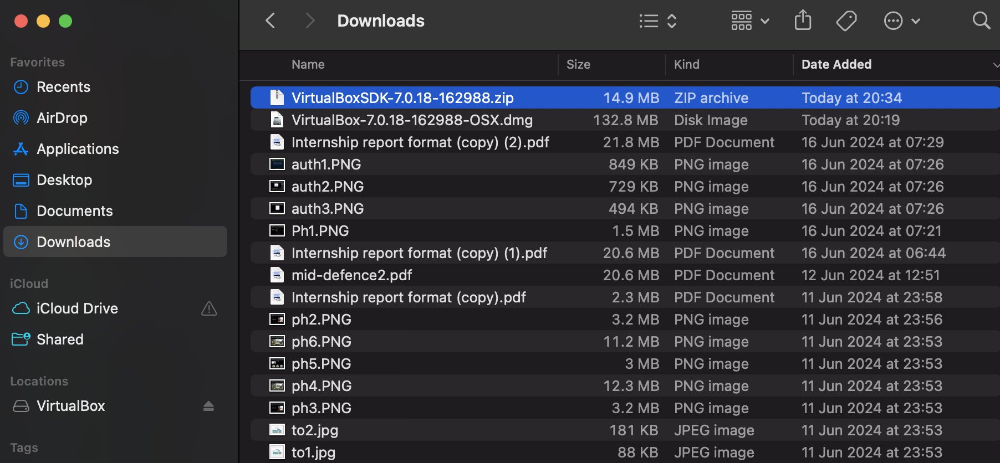 Downloads
Favorites
Recents
AirDrop
Applications
Desktop
Documents
Downloads
iCloud
iCloud Drive
Shared
Locations
VirtualBox
Tags
Name Size Kind Date Added
VirtualBoxSDK-7.0.18-162988.zip 14.9 MB ZIP archive Today at 20:34
VirtualBox-7.0.18-162988-OSX.dmg 132.8 MB Disk Image Today at 20:19
Internship report format (copy) (2).pdf 21.8 MB PDF Document 16 Jun 2024 at 07:29
auth1.PNG 849 KB PNG image 16 Jun 2024 at 07:26
auth2.PNG 729 KB PNG image 16 Jun 2024 at 07:26
auth3.PNG 494 KB PNG image 16 Jun 2024 at 07:26
Ph1.PNG 1.5 MB PNG image 16 Jun 2024 at 07:21
Internship report format (copy) (1).pdf 20.6 MB PDF Document 16 Jun 2024 at 06:44
mid-defence2.pdf 20.6 MB PDF Document 12 Jun 2024 at 12:51
Internship report format (copy).pdf 2.3 MB PDF Document 11 Jun 2024 at 23:58
ph2.PNG 3.2 MB PNG image 11 Jun 2024 at 23:56
ph6.PNG 11.2 MB PNG image 11 Jun 2024 at 23:53
ph5.PNG 3 MB PNG image 11 Jun 2024 at 23:53
ph4.PNG 12.3 MB PNG image 11 Jun 2024 at 23:53
ph3.PNG 3.2 MB PNG image 11 Jun 2024 at 23:53
to2.jpg 181 KB JPEG image 11 Jun 2024 at 23:53
to1.jpg 88 KB JPEG image 11 Jun 2024 at 23:53